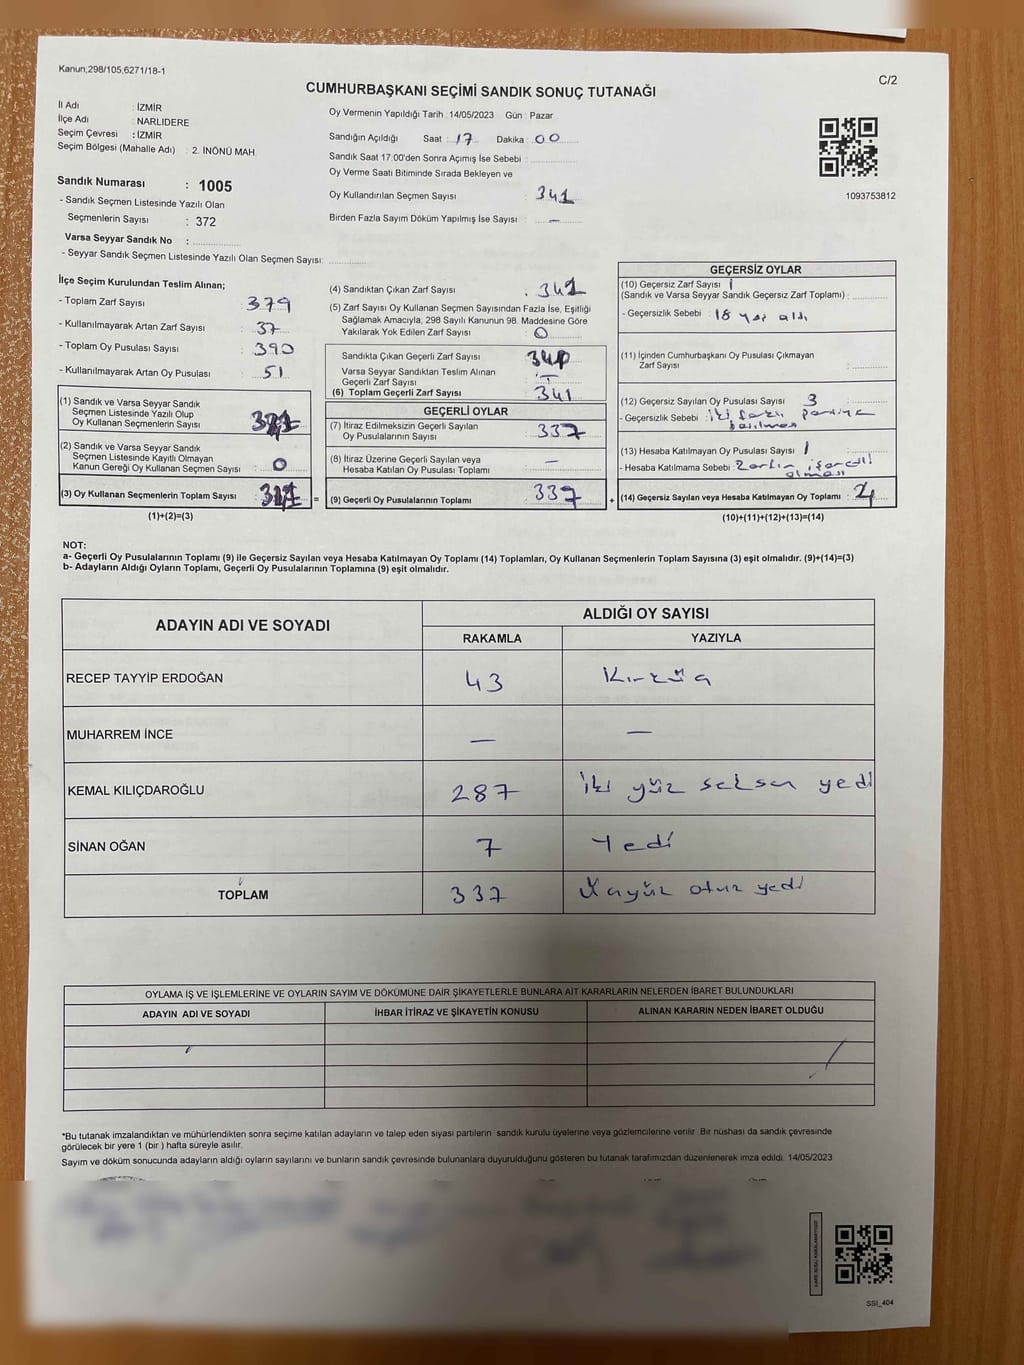 Kanun;298/105,6271/18-1
C/2
CUMHURBAŞKANI SEÇİMİ SANDIK SONUÇ TUTANAĞI
İl Adı : İZMİR
İlçe Adı : NARLIDERE
Seçim Çevresi : İZMİR
Seçim Bölgesi (Mahalle Adı) : 2. İNÖNÜ MAH.
Sandık Numarası : 1005
- Sandık Seçmen Listesinde Yazılı Olan
Seçmenlerin Sayısı : 372
Varsa Seyyar Sandık No :
- Seyyar Sandık Seçmen Listesinde Yazılı Olan Seçmen Sayısı:
Oy Vermenin Yapıldığı Tarih : 14/05/2023 Gün : Pazar
Sandığın Açıldığı Saat : 17 Dakika : 00
Sandık Saat 17:00'den Sonra Açımış İse Sebebi :
Oy Verme Saati Bitiminde Sırada Bekleyen ve
Oy Kullandırılan Seçmen Sayısı : 341
Birden Fazla Sayım Döküm Yapılmış İse Sayısı : —
1093753812
İlçe Seçim Kurulundan Teslim Alınan;
- Toplam Zarf Sayısı : 379
- Kullanılmayarak Artan Zarf Sayısı : 37
- Toplam Oy Pusulası Sayısı : 390
- Kullanılmayarak Artan Oy Pusulası : 51
(1) Sandık ve Varsa Seyyar Sandık
Seçmen Listesinde Yazılı Olup
Oy Kullanan Seçmenlerin Sayısı :
(2) Sandık ve Varsa Seyyar Sandık
Seçmen Listesinde Kayıtlı Olmayan
Kanun Gereği Oy Kullanan Seçmen Sayısı : 0
(3) Oy Kullanan Seçmenlerin Toplam Sayısı : =
(1)+(2)=(3)
(4) Sandıktan Çıkan Zarf Sayısı : 341
(5) Zarf Sayısı Oy Kullanan Seçmen Sayısından Fazla İse, Eşitliği
Sağlamak Amacıyla, 298 Sayılı Kanunun 98. Maddesine Göre
Yakılarak Yok Edilen Zarf Sayısı : 0
Sandıkta Çıkan Geçerli Zarf Sayısı : 340
Varsa Seyyar Sandıktan Teslim Alınan
Geçerli Zarf Sayısı : —
(6) Toplam Geçerli Zarf Sayısı : 341
GEÇERLİ OYLAR
(7) İtiraz Edilmeksizin Geçerli Sayılan
Oy Pusulalarının Sayısı : 337
(8) İtiraz Üzerine Geçerli Sayılan veya
Hesaba Katılan Oy Pusulası Toplamı : —
(9) Geçerli Oy Pusulalarının Toplamı : 337 +
GEÇERSİZ OYLAR
(10) Geçersiz Zarf Sayısı 1
(Sandık ve Varsa Seyyar Sandık Geçersiz Zarf Toplamı) :
- Geçersizlik Sebebi : 18 yaş altı
(11) İçinden Cumhurbaşkanı Oy Pusulası Çıkmayan
Zarf Sayısı :
(12) Geçersiz Sayılan Oy Pusulası Sayısı : 3
- Geçersizlik Sebebi : iki farklı partiye
basılması
(13) Hesaba Katılmayan Oy Pusulası Sayısı : 1
- Hesaba Katılmama Sebebi : Zarfın işaretli
olması
(14) Geçersiz Sayılan veya Hesaba Katılmayan Oy Toplamı : 4
(10)+(11)+(12)+(13)=(14)
NOT:
a- Geçerli Oy Pusulalarının Toplamı (9) ile Geçersiz Sayılan veya Hesaba Katılmayan Oy Toplamı (14) Toplamları, Oy Kullanan Seçmenlerin Toplam Sayısına (3) eşit olmalıdır. (9)+(14)=(3)
b- Adayların Aldığı Oyların Toplamı, Geçerli Oy Pusulalarının Toplamına (9) eşit olmalıdır.
ADAYIN ADI VE SOYADI ALDIĞI OY SAYISI
RAKAMLA YAZIYLA
RECEP TAYYİP ERDOĞAN 43 Kırküç
MUHARREM İNCE — —
KEMAL KILIÇDAROĞLU 287 iki yüz seksen yedi
SİNAN OĞAN 7 Yedi
TOPLAM 337 Üçyüz otuz yedi
OYLAMA İŞ VE İŞLEMLERİNE VE OYLARIN SAYIM VE DÖKÜMÜNE DAİR ŞİKAYETLERLE BUNLARA AİT KARARLARIN NELERDEN İBARET BULUNDUKLARI
ADAYIN ADI VE SOYADI İHBAR İTİRAZ VE ŞİKAYETİN KONUSU ALINAN KARARIN NEDEN İBARET OLDUĞU
*Bu tutanak imzalandıktan ve mühürlendikten sonra seçime katılan adayların ve talep eden siyasi partilerin sandık kurulu üyelerine veya gözlemcilerine verilir. Bir nüshası da sandık çevresinde
görülecek bir yere 1 (bir ) hafta süreyle asılır.
Sayım ve döküm sonucunda adayların aldığı oyların sayılarını ve bunların sandık çevresinde bulunanlara duyurulduğunu gösteren bu tutanak tarafımızdan düzenlenerek imza edildi. 14/05/2023
SSI_404